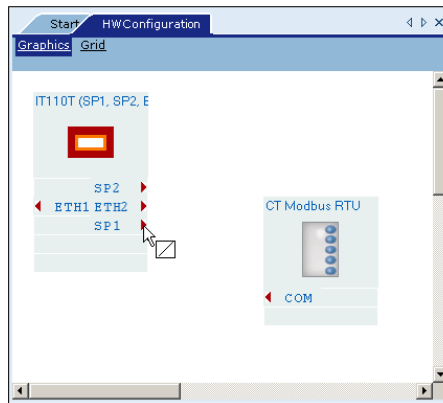 Start HWConfiguration
Graphics Grid
IT110T (SP1, SP2, E
SP2
ETH1 ETH2
SP1
CT Modbus RTU
COM